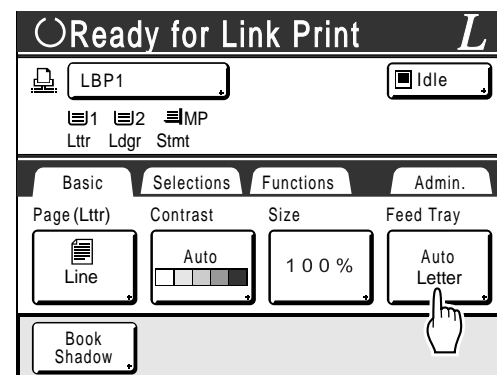 Ready for Link Print L
LBP1 Idle
1 2 MP
Lttr Ldgr Stmt
Basic Selections Functions Admin.
Page (Lttr) Contrast Size Feed Tray
Line Auto 100% Auto
Letter
Book
Shadow